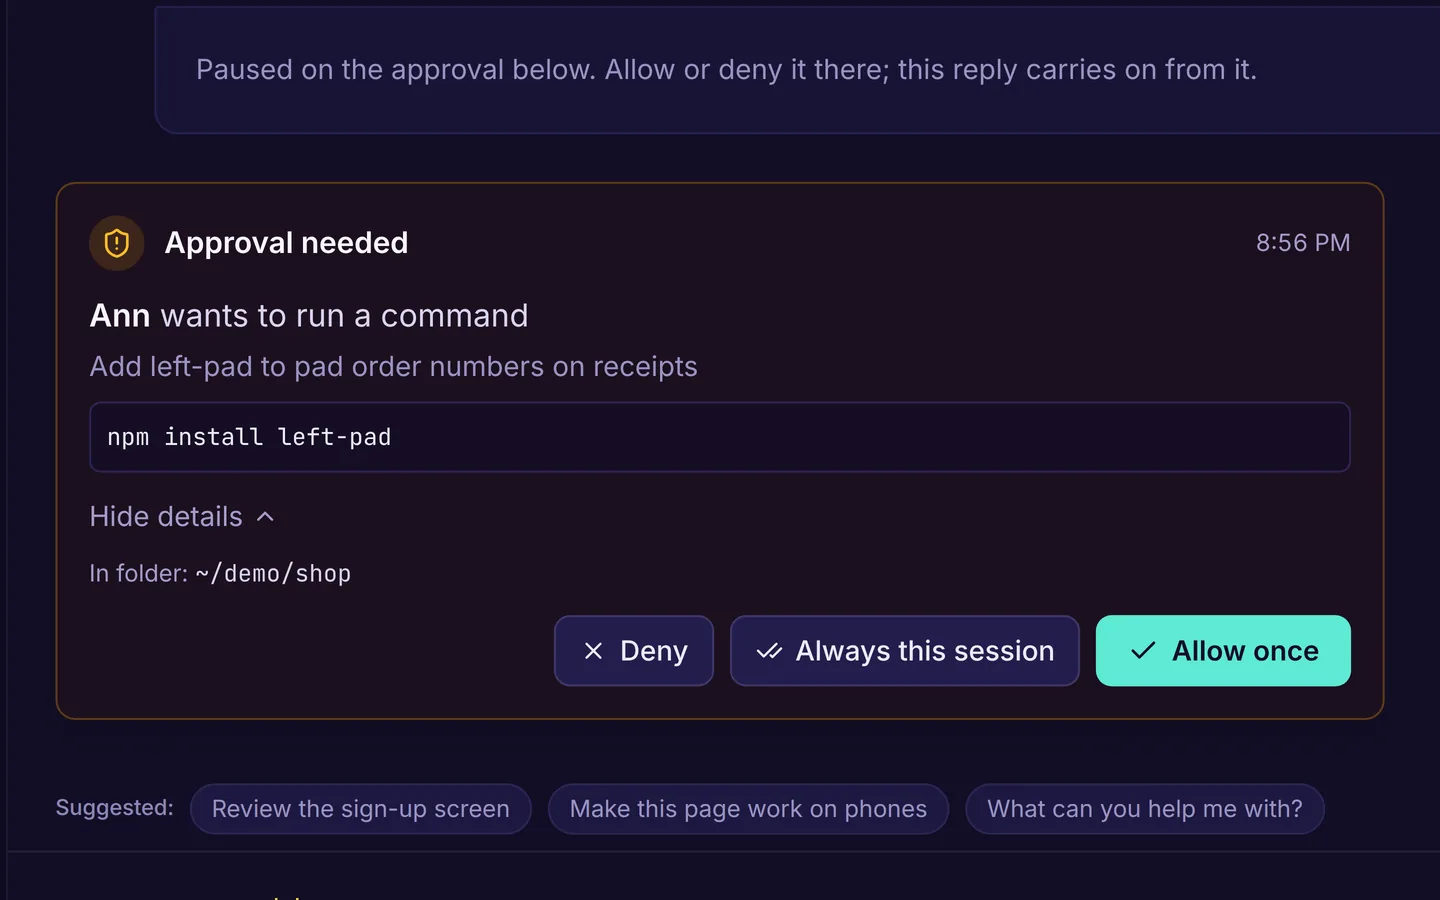 Paused on the approval below. Allow or deny it there; this reply carries on from it.
Approval needed
8:56 PM
Ann wants to run a command
Add left-pad to pad order numbers on receipts
npm install left-pad
Hide details
In folder: ~/demo/shop
Deny
Always this session
Allow once
Suggested:
Review the sign-up screen
Make this page work on phones
What can you help me with?